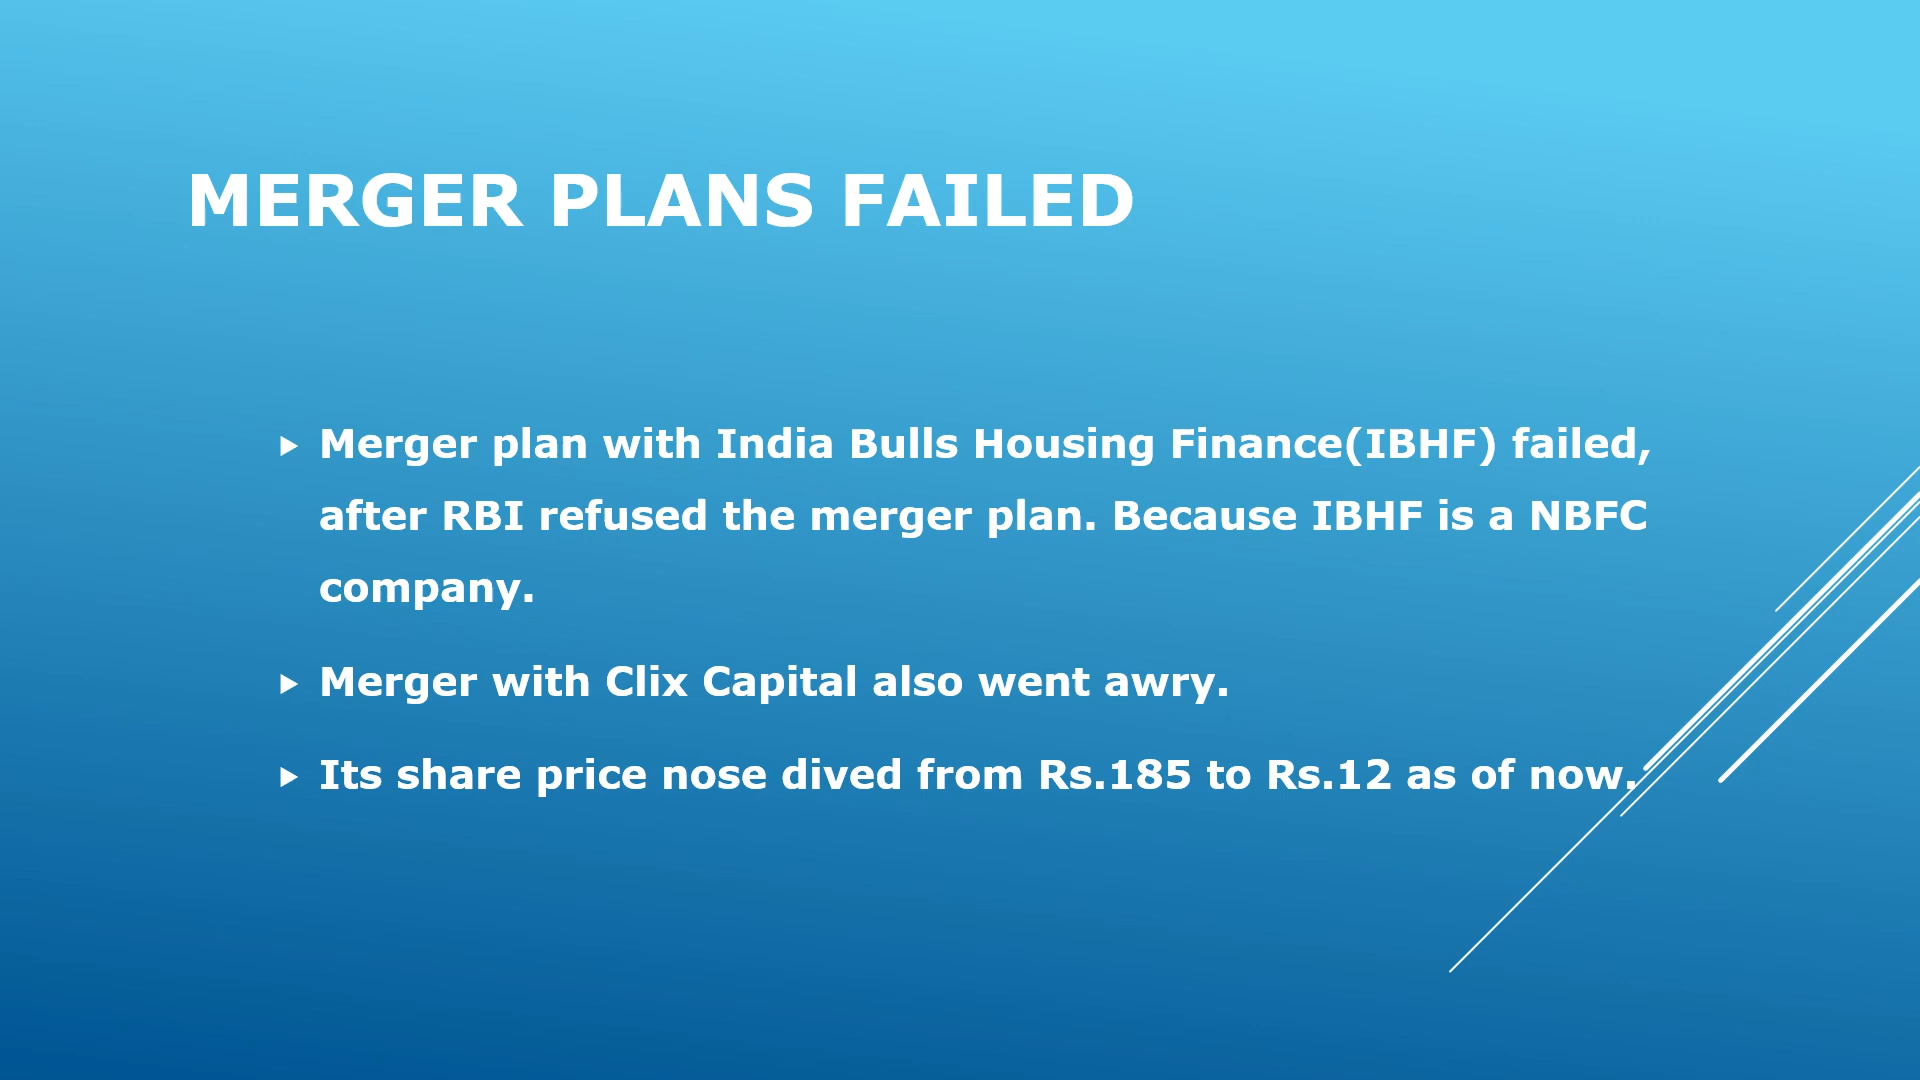 MERGER PLANS FAILED
Merger plan with India Bulls Housing Finance(IBHF) failed,
after RBI refused the merger plan. Because IBHF is a NBFC
company.
Merger with Clix Capital also went awry.
Its share price nose dived from Rs.185 to Rs.12 as of now.